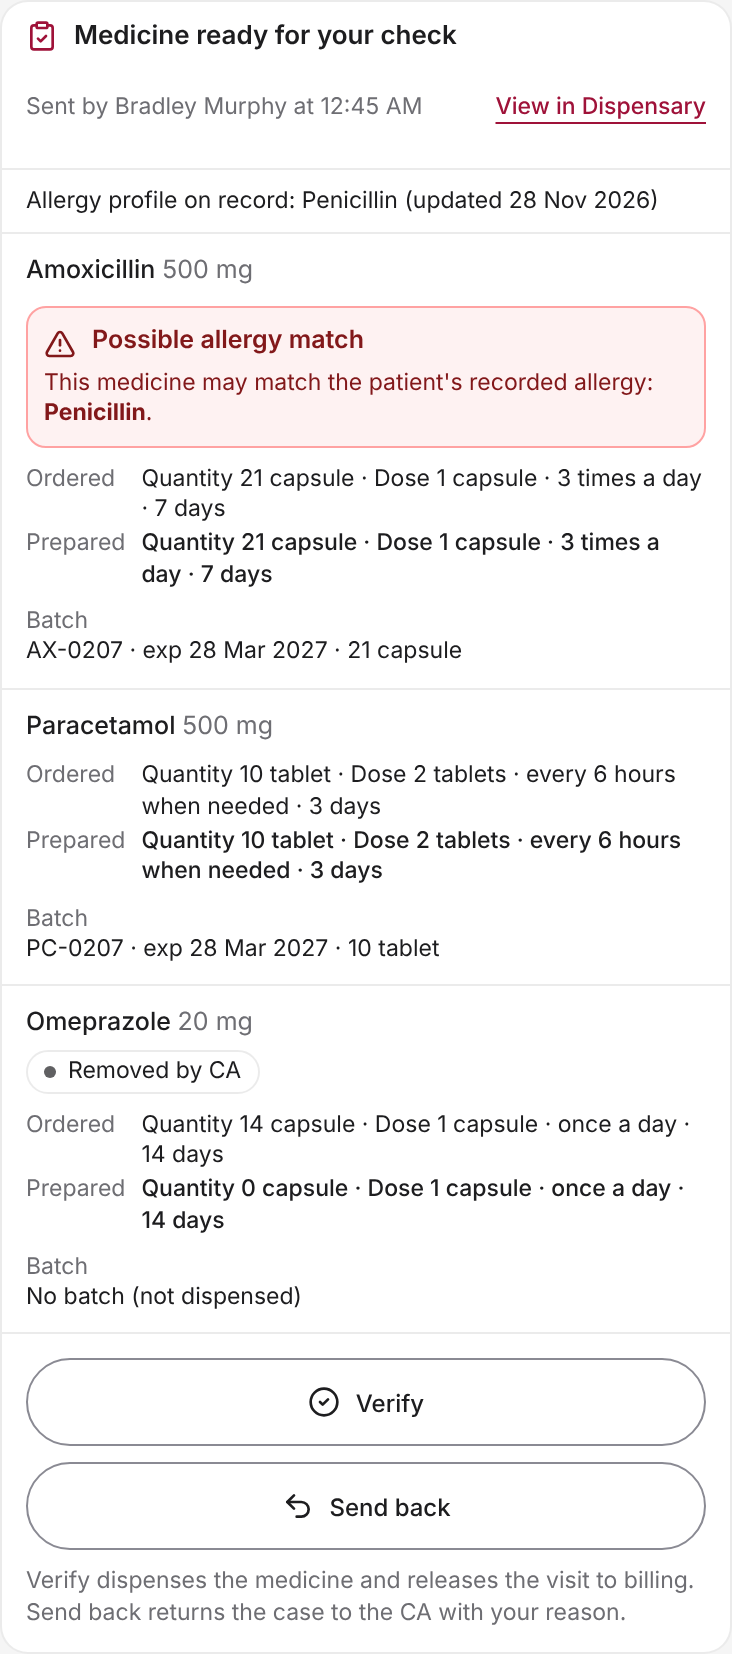 Medicine ready for your check
Sent by Bradley Murphy at 12:45 AM
View in Dispensary
Allergy profile on record: Penicillin (updated 28 Nov 2026)
Amoxicillin 500 mg
Possible allergy match
This medicine may match the patient's recorded allergy:
Penicillin.
Ordered Quantity 21 capsule · Dose 1 capsule · 3 times a day
· 7 days
Prepared Quantity 21 capsule · Dose 1 capsule · 3 times a
day · 7 days
Batch
AX-0207 · exp 28 Mar 2027 · 21 capsule
Paracetamol 500 mg
Ordered Quantity 10 tablet · Dose 2 tablets · every 6 hours
when needed · 3 days
Prepared Quantity 10 tablet · Dose 2 tablets · every 6 hours
when needed · 3 days
Batch
PC-0207 · exp 28 Mar 2027 · 10 tablet
Omeprazole 20 mg
Removed by CA
Ordered Quantity 14 capsule · Dose 1 capsule · once a day ·
14 days
Prepared Quantity 0 capsule · Dose 1 capsule · once a day ·
14 days
Batch
No batch (not dispensed)
Verify
Send back
Verify dispenses the medicine and releases the visit to billing.
Send back returns the case to the CA with your reason.